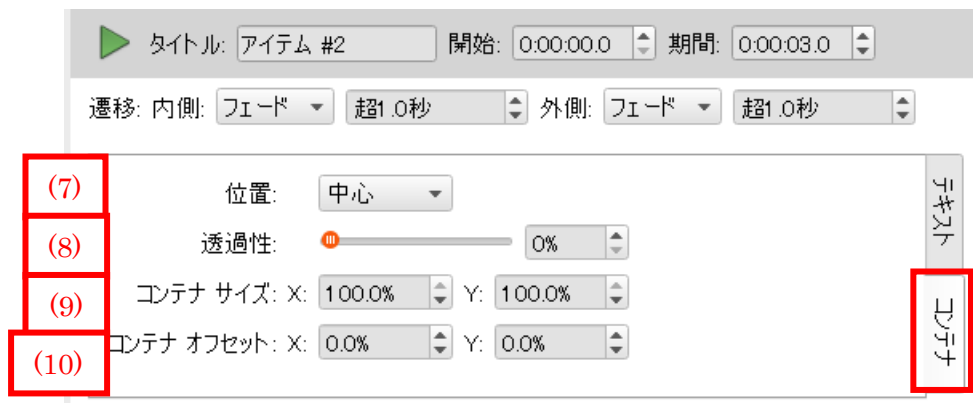 タイトル: アイテム #2 開始: 0:00:00.0 期間: 0:00:03.0
遷移: 内側: フェード 超1.0秒 外側: フェード 超1.0秒
(7) 位置: 中心
(8) 透過性: 0%
(9) コンテナ サイズ: X: 100.0% Y: 100.0%
(10) コンテナ オフセット: X: 0.0% Y: 0.0%
テキスト
コンテナ